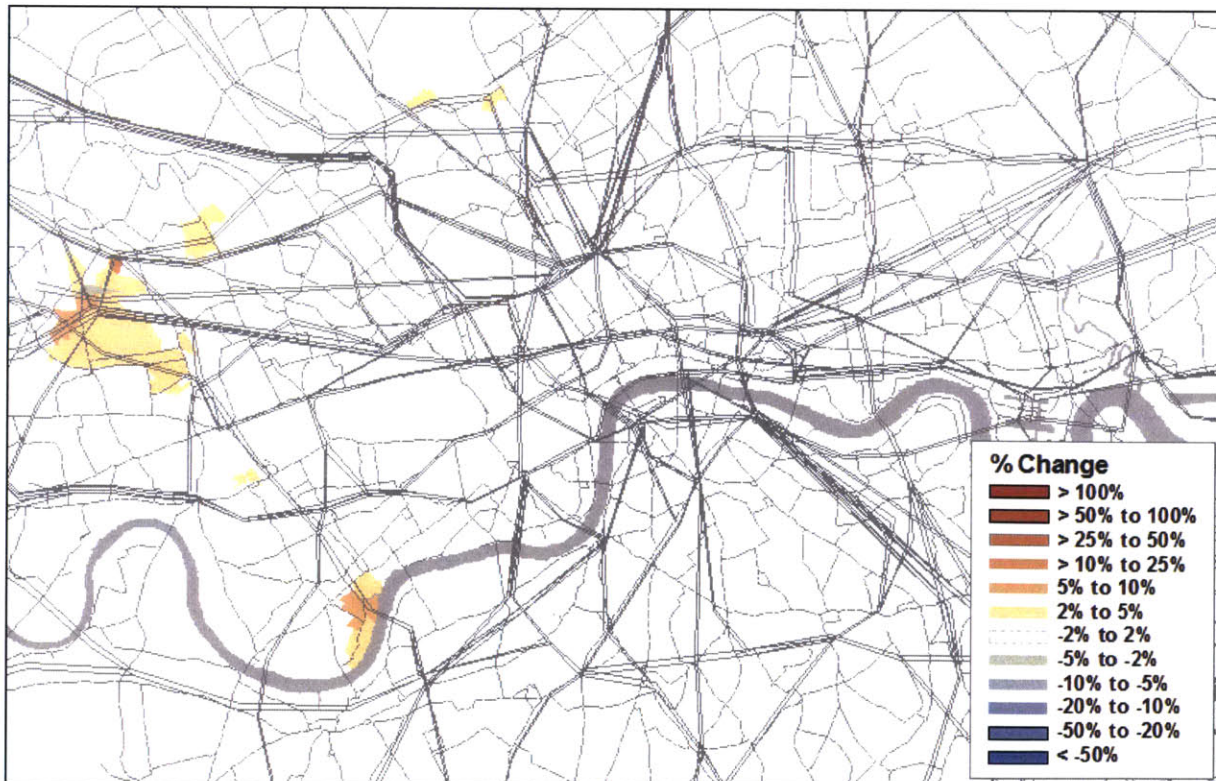 % Change
> 100%
> 50% to 100%
> 25% to 50%
> 10% to 25%
5% to 10%
2% to 5%
-2% to 2%
-5% to -2%
-10% to -5%
-20% to -10%
-50% to -20%
< -50%